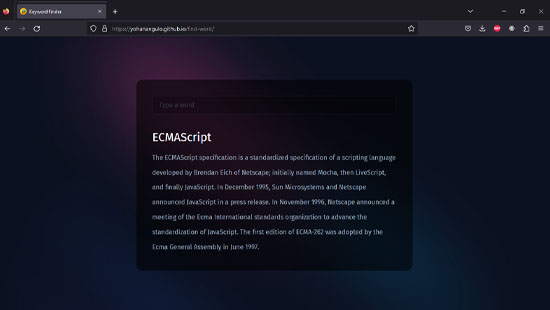 Keyword Finder
https://yohanangulo.github.io/find-word/
Type a word
ECMAScript
The ECMAScript specification is a standardized specification of a scripting language
developed by Brendan Eich of Netscape; initially named Mocha, then LiveScript,
and finally JavaScript. In December 1995, Sun Microsystems and Netscape
announced JavaScript in a press release. In November 1996, Netscape announced a
meeting of the Ecma International standards organization to advance the
standardization of JavaScript. The first edition of ECMA-262 was adopted by the
Ecma General Assembly in June 1997.